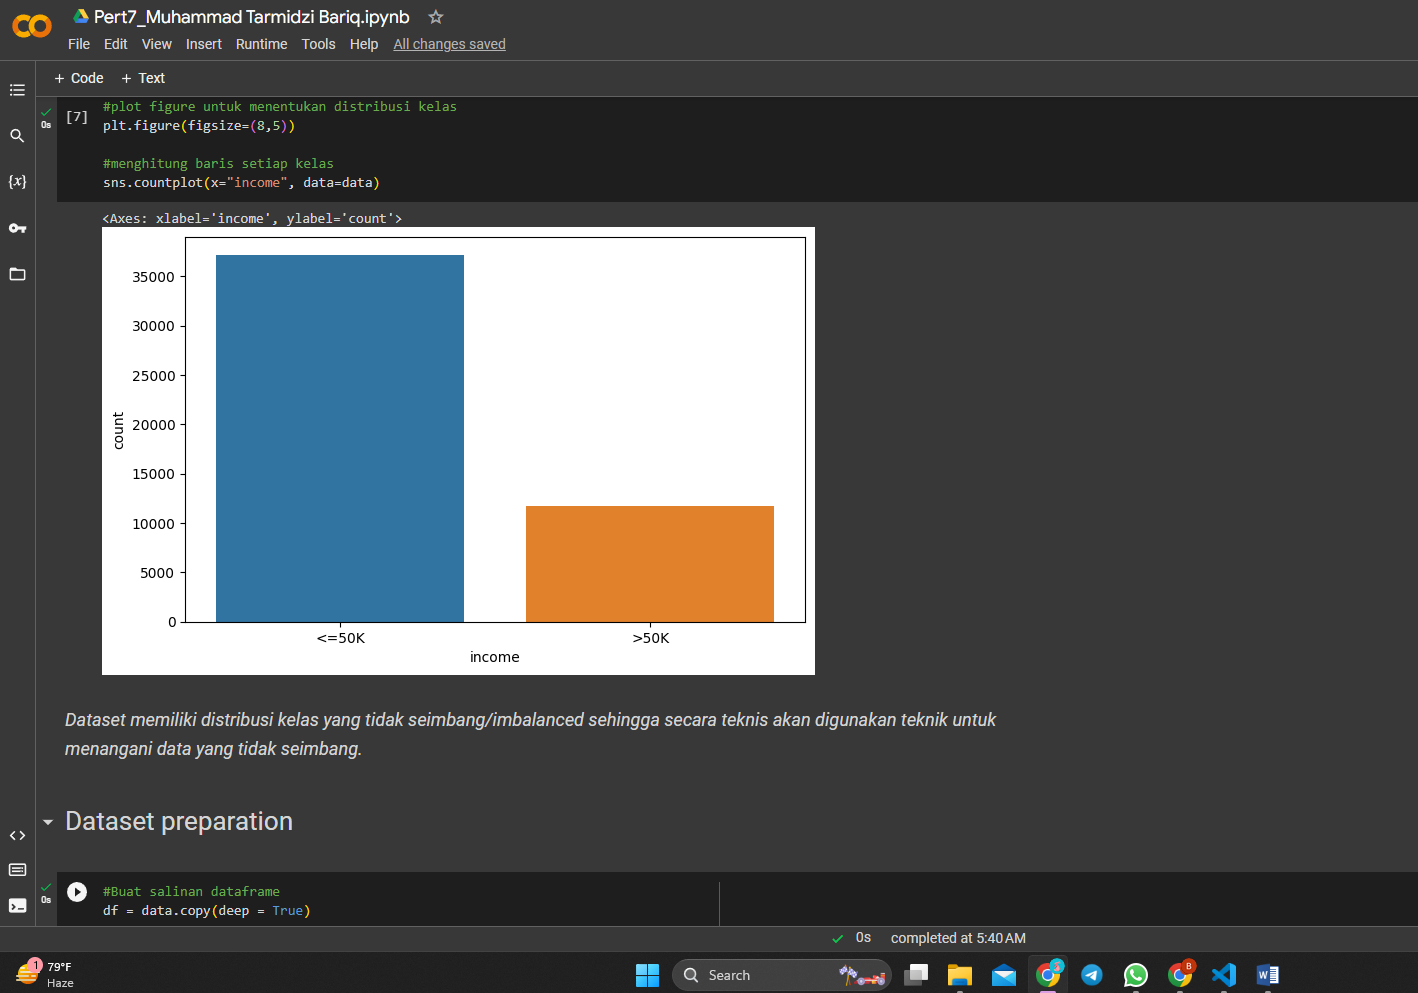 Pert7_Muhammad Tarmidzi Bariq.ipynb
File Edit View Insert Runtime Tools Help All changes saved
+ Code + Text
0s
[7]
#plot figure untuk menentukan distribusi kelas
plt.figure(figsize=(8,5))
#menghitung baris setiap kelas
sns.countplot(x="income", data=data)
<Axes: xlabel='income', ylabel='count'>
35000
30000
25000
20000
15000
10000
5000
0
count
<=50K >50K
income
Dataset memiliki distribusi kelas yang tidak seimbang/imbalanced sehingga secara teknis akan digunakan teknik untuk
menangani data yang tidak seimbang.
Dataset preparation
0s
#Buat salinan dataframe
df = data.copy(deep = True)
0s completed at 5:40 AM
1
79°F
Haze
Search
3
B
W